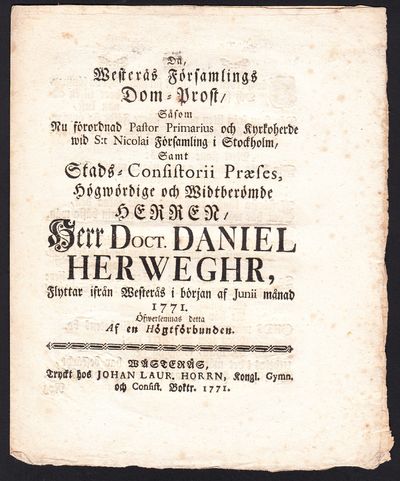 Då,
Westerås Församlings
Dom-Prost/
Såsom
Nu förordnad Pastor Primarius och Kyrkoherde
wid S:t Nicolai Församling i Stockholm,
Samt
Stads-Consistorii Præses,
Högwördige och Widtberömde
HERREN/
Herr DOCT. DANIEL
HERWEGHR,
Flyttar ifrån Westerås i början af Junii månad
1771.
Öfwerlemnas detta
Af en Högtförbunden.
WÄSTERÅS,
Tryckt hos JOHAN LAUR. HORRN, Kongl. Gymn.
och Consist. Boktr. 1771.